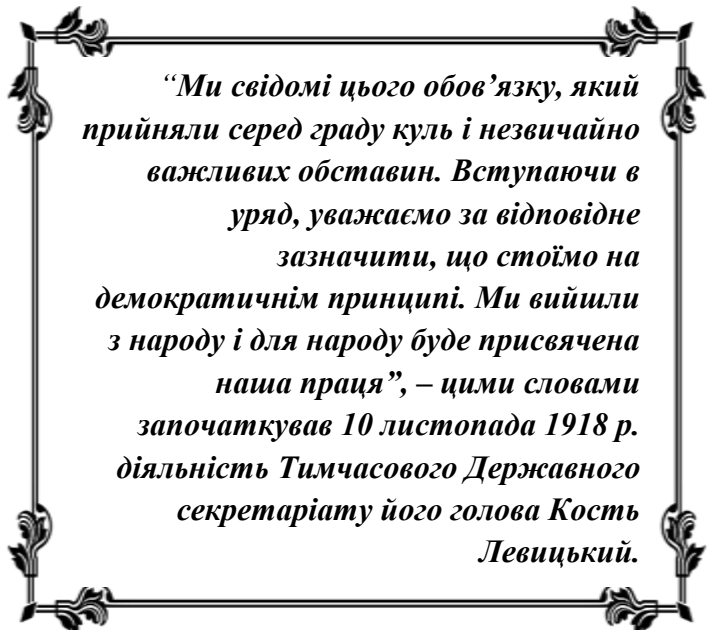 “Ми свідомі цього обов’язку, який
прийняли серед граду куль і незвичайно
важливих обставин. Вступаючи в
уряд, уважаємо за відповідне
зазначити, що стоїмо на
демократичнім принципі. Ми вийшли
з народу і для народу буде присвячена
наша праця”, – цими словами
започаткував 10 листопада 1918 р.
діяльність Тимчасового Державного
секретаріату його голова Кость
Левицький.